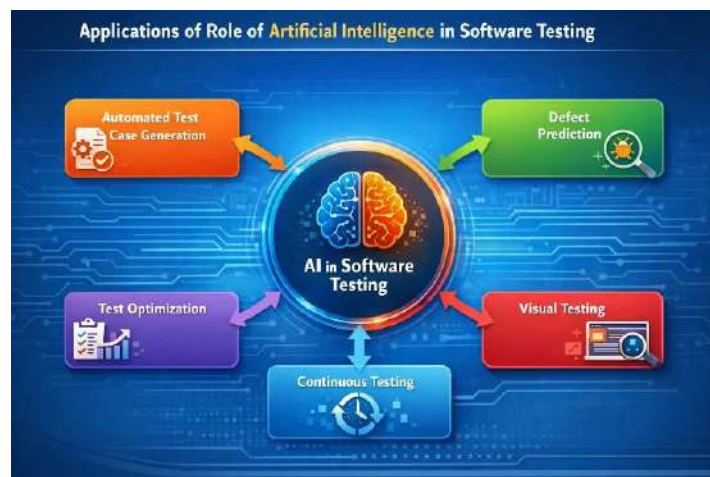 Applications of Role of Artificial Intelligence in Software Testing
Automated Test
Case Generation
Defect
Prediction
AI in Software
Testing
Test Optimization
Visual Testing
Continuous Testing